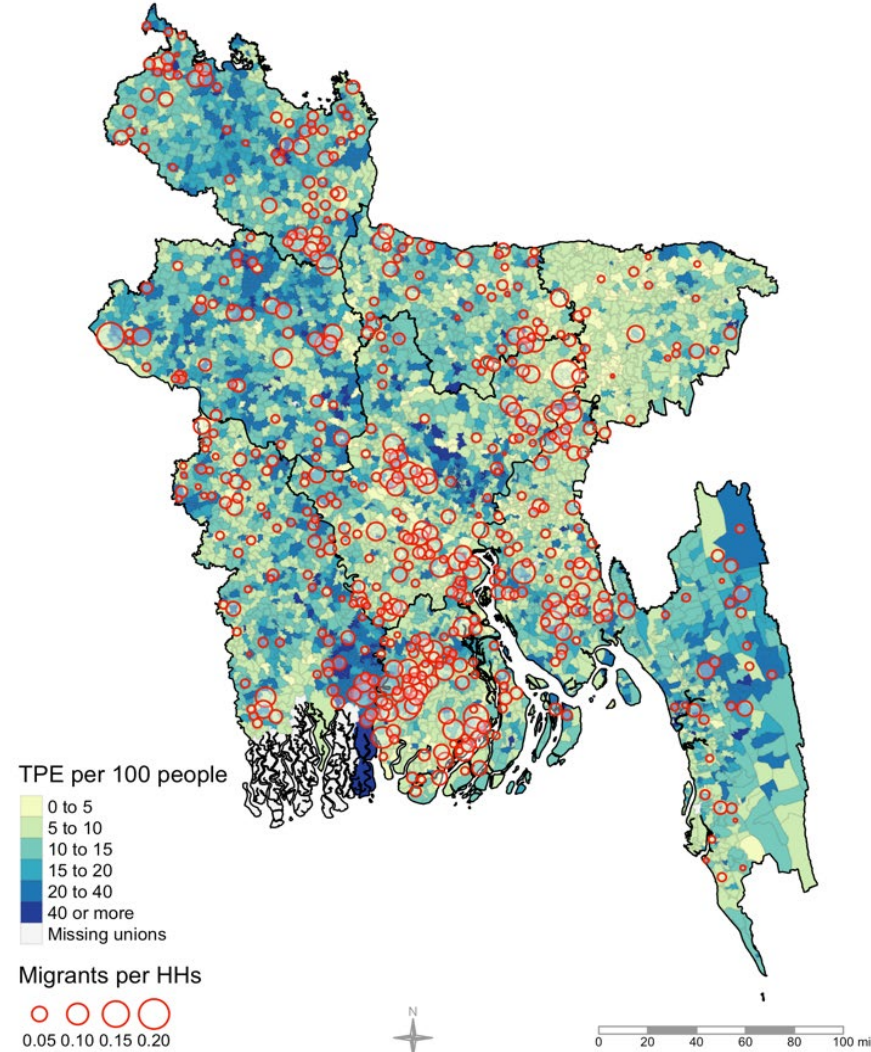 TPE per 100 people
0 to 5
5 to 10
10 to 15
15 to 20
20 to 40
40 or more
Missing unions
Migrants per HHs
0.05 0.10 0.15 0.20
N
0 20 40 60 80 100 mi